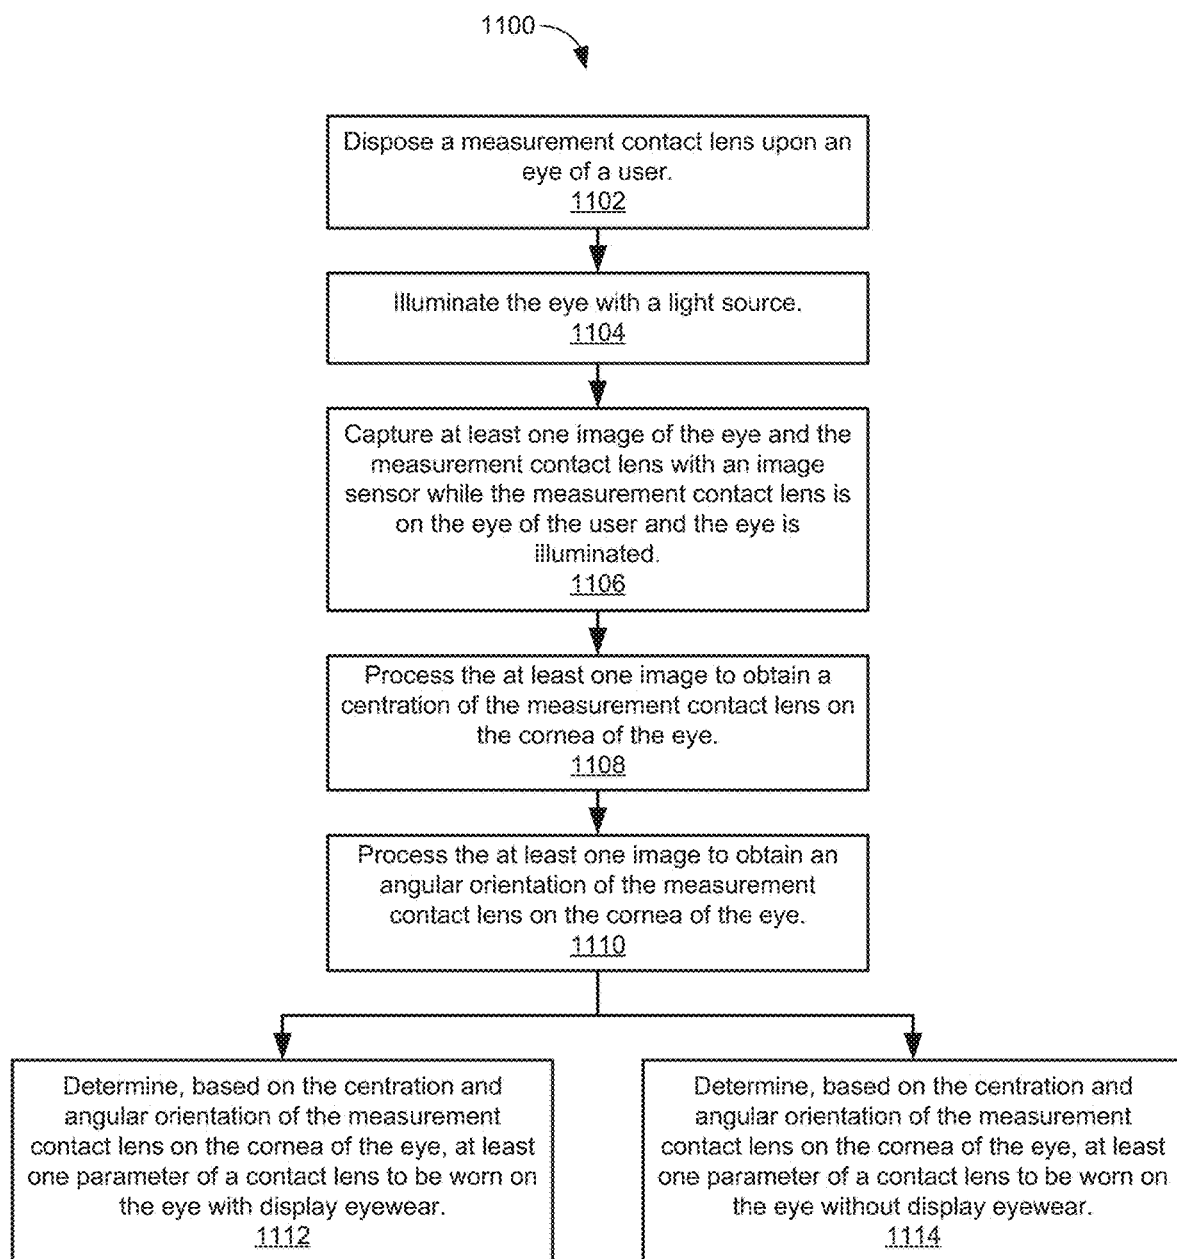 1100
Dispose a measurement contact lens upon an
eye of a user.
1102
Illuminate the eye with a light source.
1104
Capture at least one image of the eye and the
measurement contact lens with an image
sensor while the measurement contact lens is
on the eye of the user and the eye is
illuminated.
1106
Process the at least one image to obtain a
centration of the measurement contact lens on
the cornea of the eye.
1108
Process the at least one image to obtain an
angular orientation of the measurement
contact lens on the cornea of the eye.
1110
Determine, based on the centration and
angular orientation of the measurement
contact lens on the cornea of the eye, at least
one parameter of a contact lens to be worn on
the eye with display eyewear.
1112
Determine, based on the centration and
angular orientation of the measurement
contact lens on the cornea of the eye, at least
one parameter of a contact lens to be worn on
the eye without display eyewear.
1114